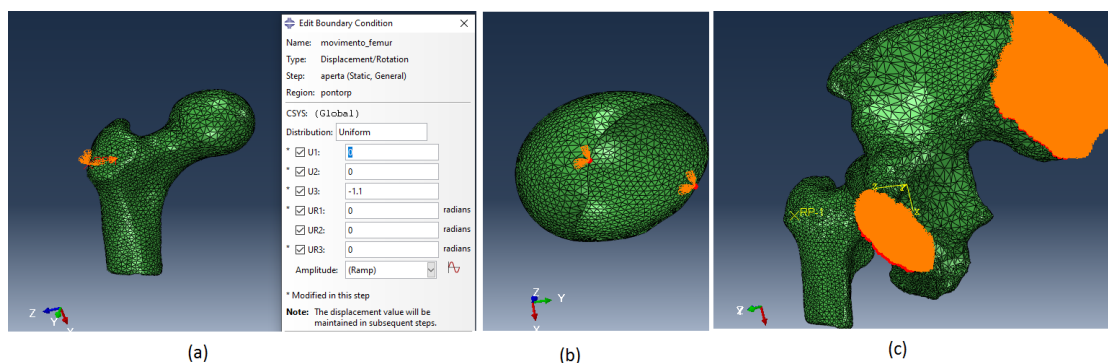 Edit Boundary Condition
Name: movimento_femur
Type: Displacement/Rotation
Step: aperta (Static, General)
Region: pontorp
CSYS: (Global)
Distribution: Uniform
* U1: 0
* U2: 0
* U3: -1.1
* UR1: 0 radians
UR2: 0 radians
* UR3: 0 radians
Amplitude: (Ramp)
* Modified in this step
Note: The displacement value will be
maintained in subsequent steps.
Z
Y
Z
Y
RP-1
X
(a)
(b)
(c)